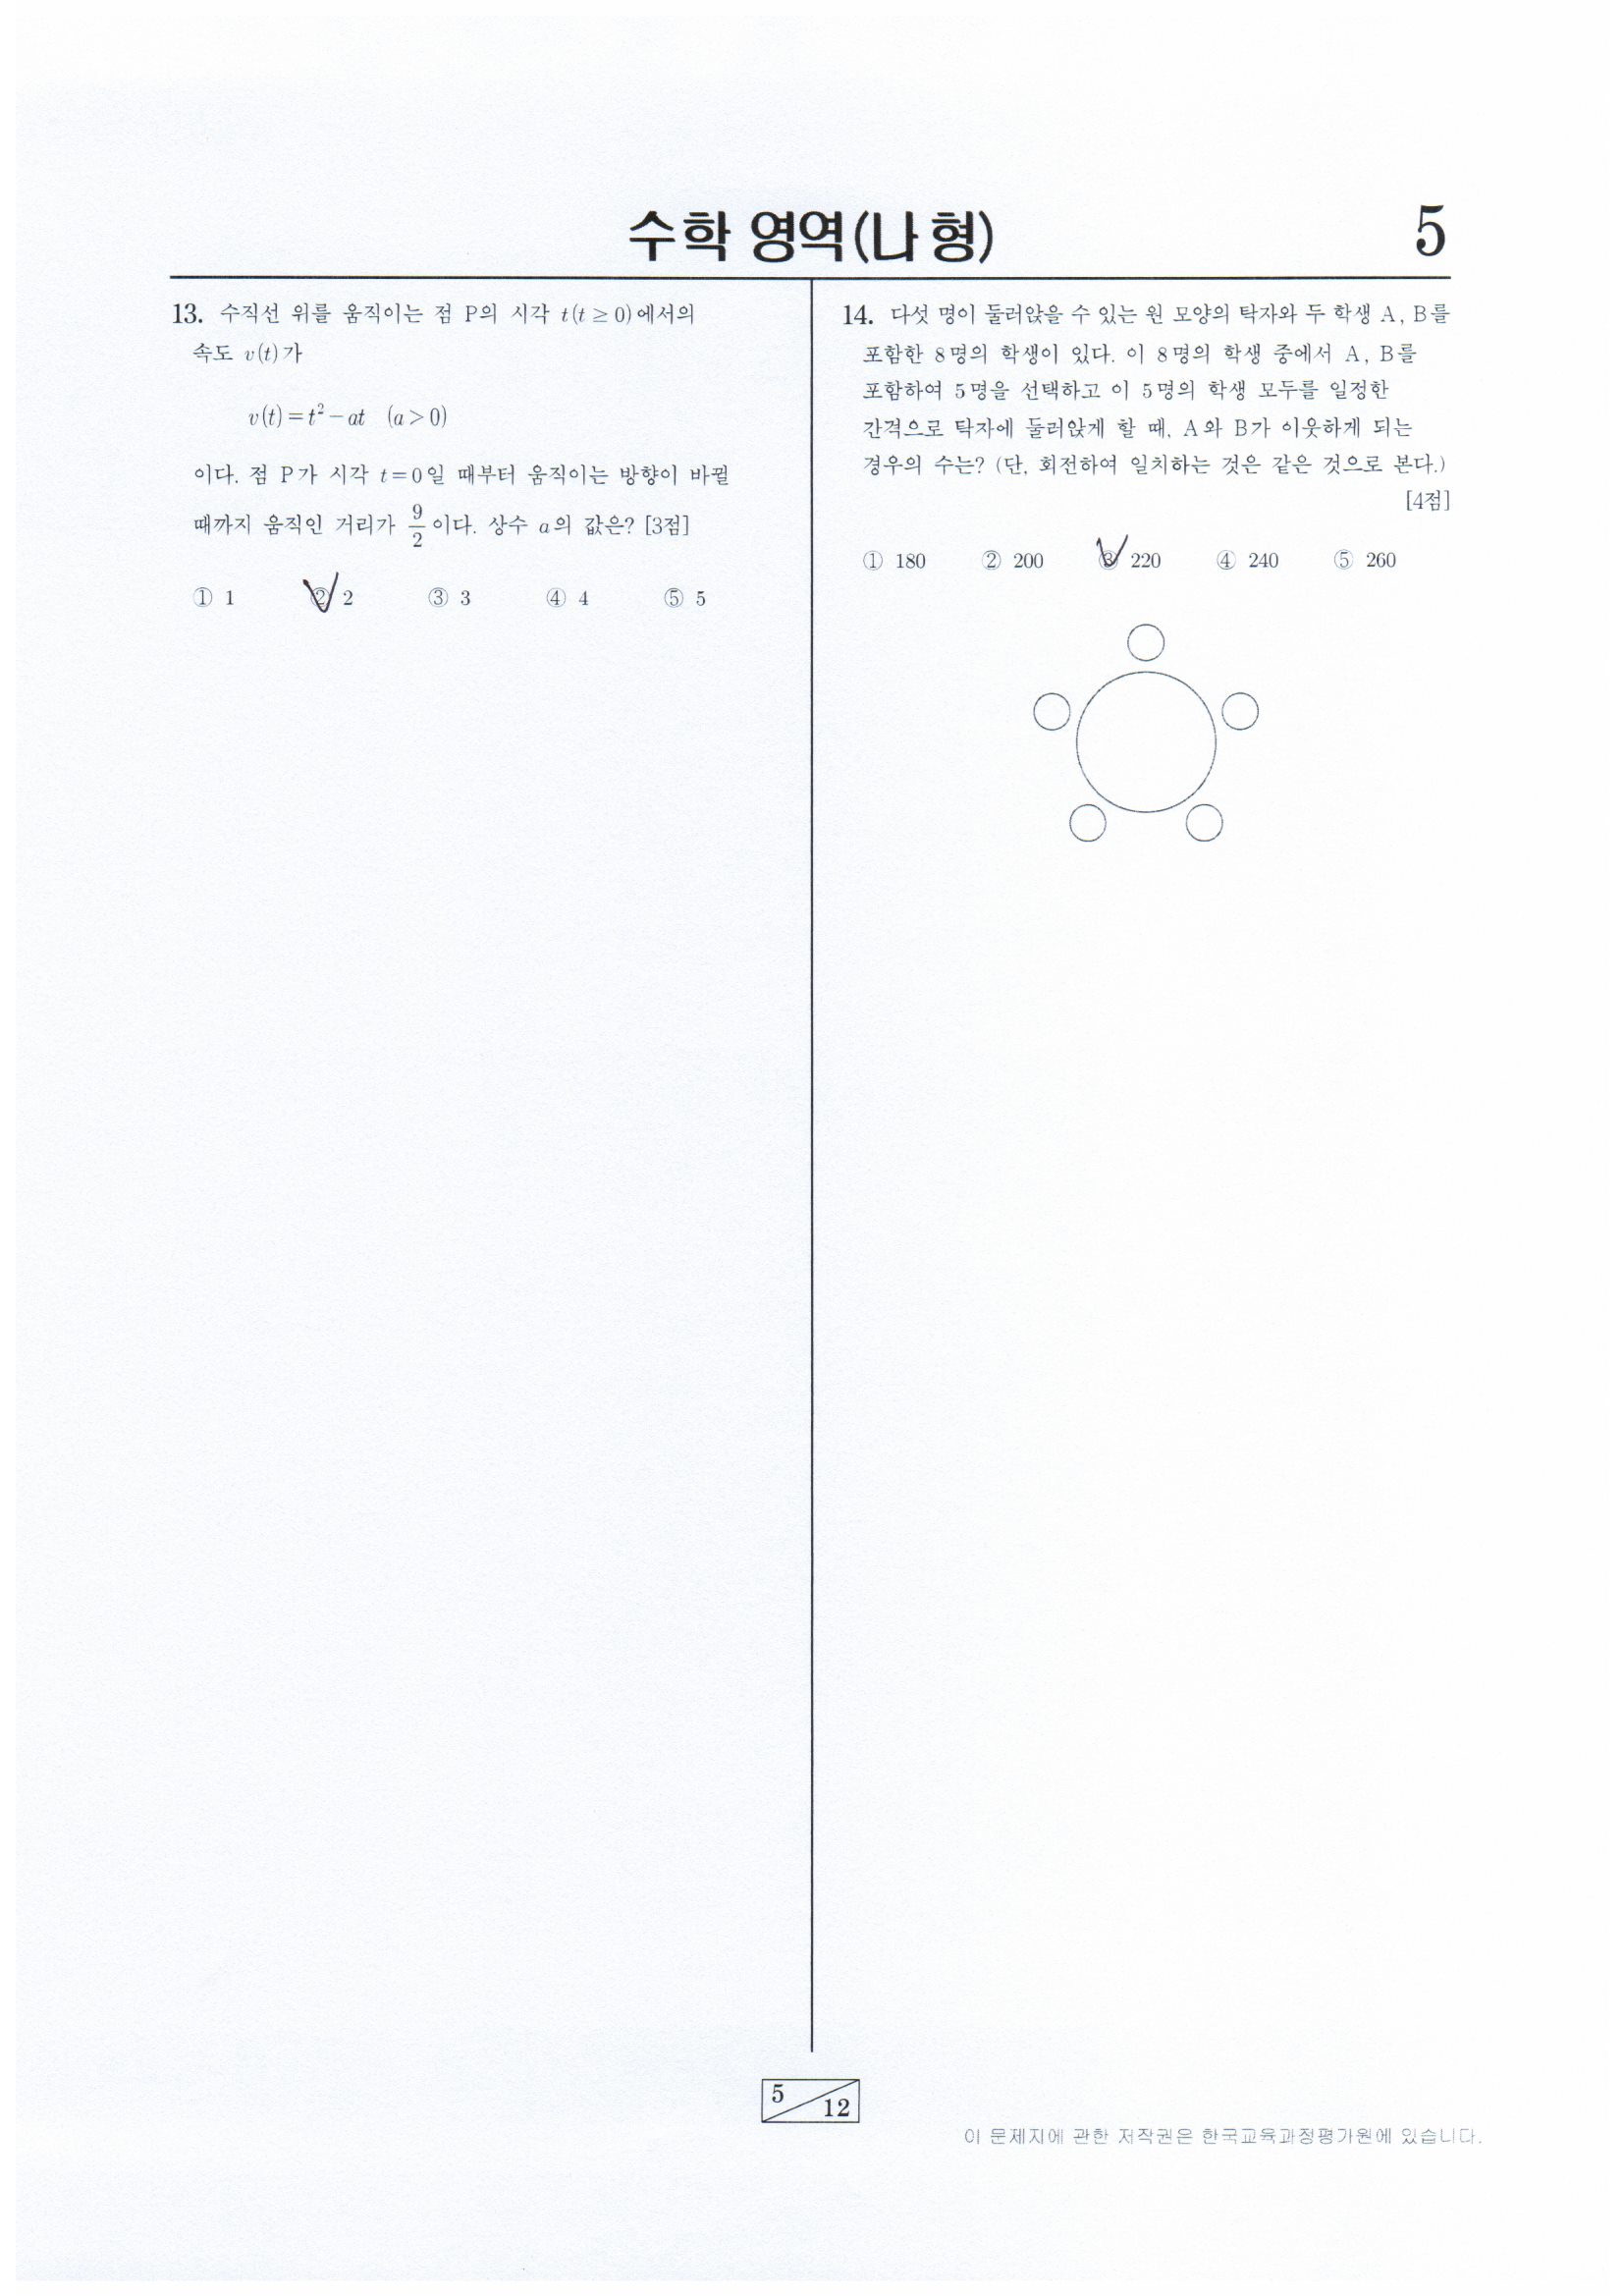 수학 영역(나 형)
5
13. 수직선 위를 움직이는 점 P의 시각 t(t ≥ 0)에서의
속도 v(t)가
v(t) = t² − at (a > 0)
이다. 점 P가 시각 t = 0일 때부터 움직이는 방향이 바뀔
때까지 움직인 거리가 9/2이다. 상수 a의 값은? [3점]
① 1 ② 2 ③ 3 ④ 4 ⑤ 5
14. 다섯 명이 둘러앉을 수 있는 원 모양의 탁자와 두 학생 A, B를
포함한 8명의 학생이 있다. 이 8명의 학생 중에서 A, B를
포함하여 5명을 선택하고 이 5명의 학생 모두를 일정한
간격으로 탁자에 둘러앉게 할 때, A와 B가 이웃하게 되는
경우의 수는? (단, 회전하여 일치하는 것은 같은 것으로 본다.)
[4점]
① 180 ② 200 ③ 220 ④ 240 ⑤ 260
5
12
이 문제지에 관한 저작권은 한국교육과정평가원에 있습니다.